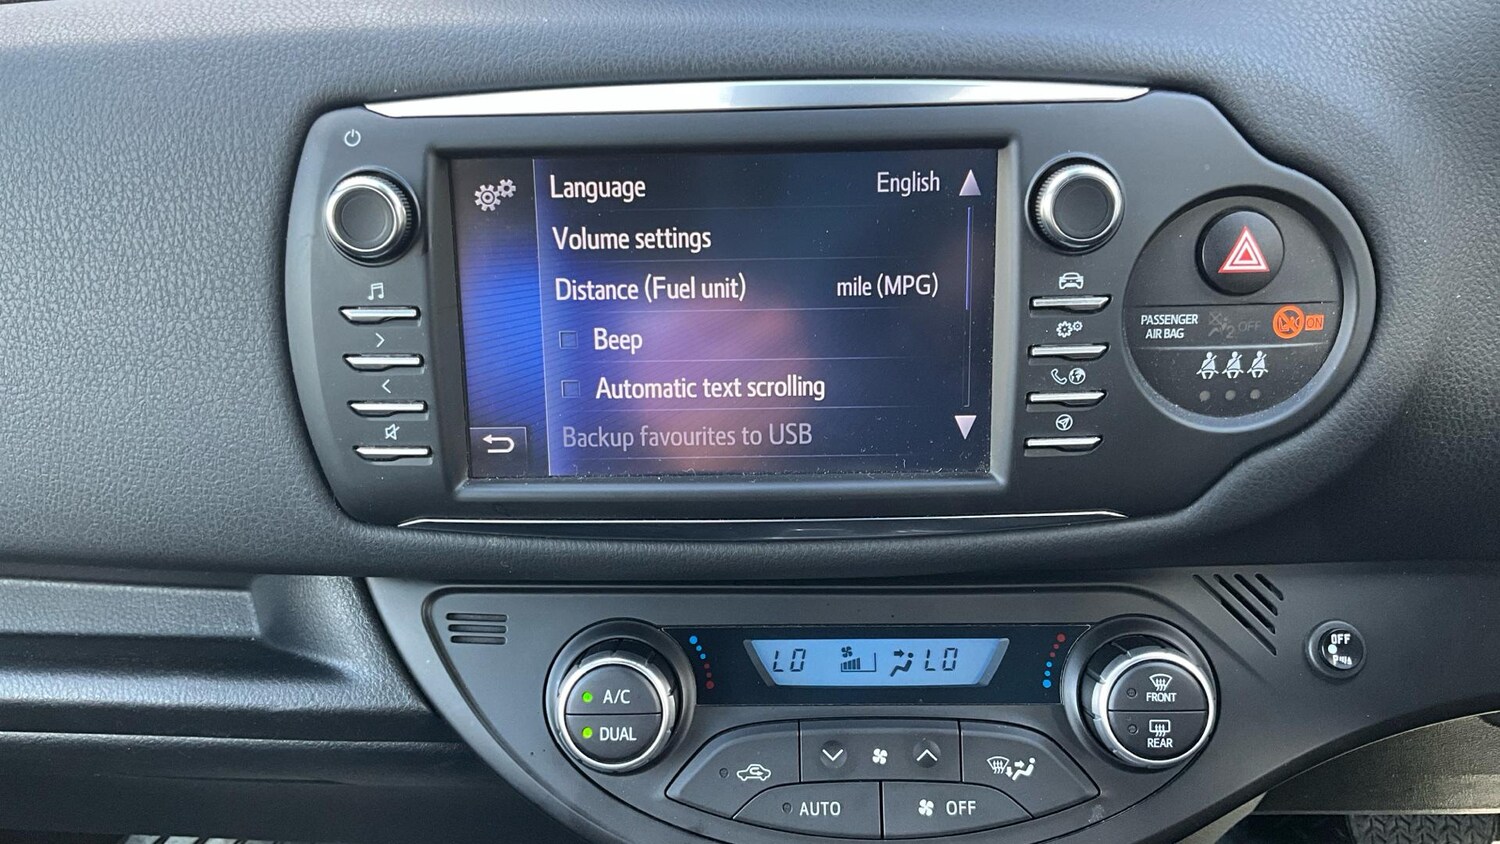 Language English
Volume settings
Distance (Fuel unit) mile (MPG)
Beep
Automatic text scrolling
Backup favourites to USB
PASSENGER
AIR BAG
2 OFF
ON
LO LO
OFF
A/C
DUAL
FRONT
REAR
AUTO
OFF